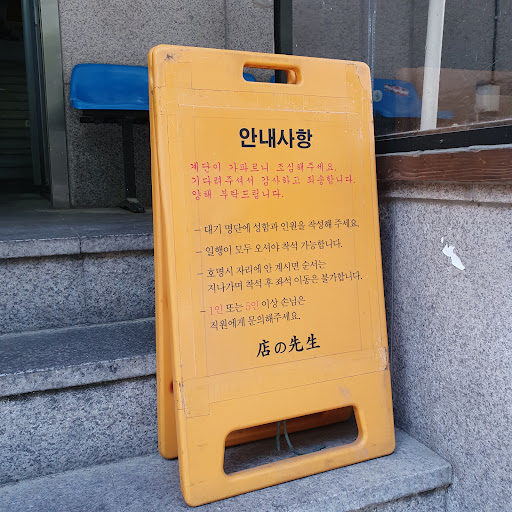 안내사항
계단이 가파르니 조심해주세요.
기다려주셔서 감사하고 죄송합니다.
양해 부탁드립니다.
- 대기 명단에 성함과 인원을 작성해 주세요.
- 일행이 모두 오셔야 착석 가능합니다.
- 호명시 자리에 안 계시면 순서는
지나가며 착석 후 좌석 이동은 불가합니다.
- 1인 또는 5인 이상 손님은
직원에게 문의해주세요.
店の先生